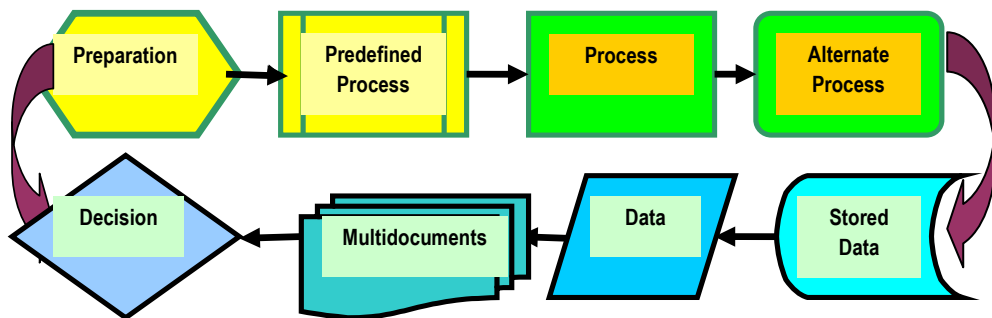 Preparation
Predefined
Process
Process
Alternate
Process
Decision
Multidocuments
Data
Stored
Data